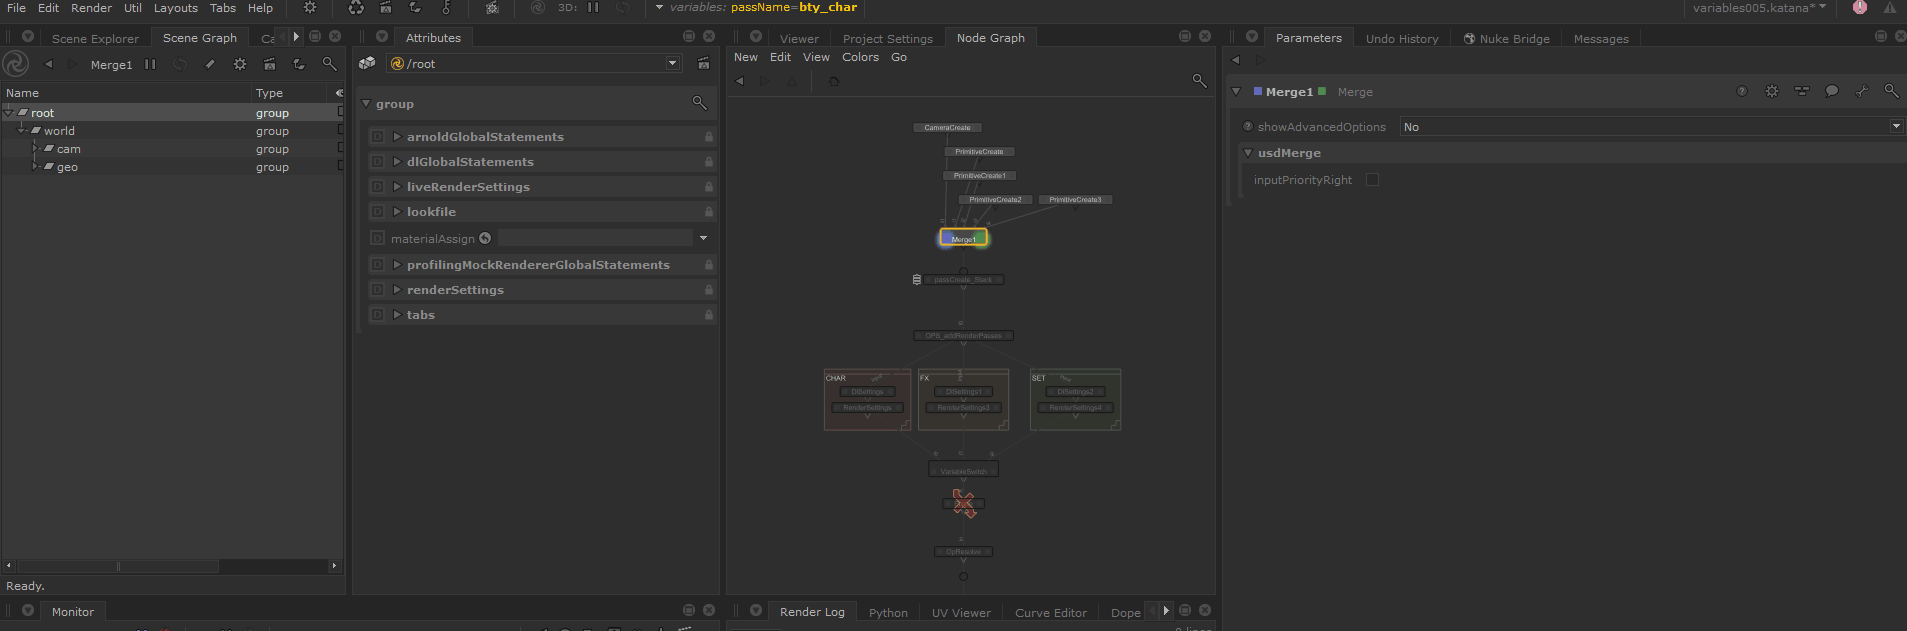 File Edit Render Util Layouts Tabs Help 3D: variables: passName=bty_char variables005.katana*
Scene Explorer Scene Graph Ca
Attributes
Viewer Project Settings Node Graph
Parameters Undo History Nuke Bridge Messages
Merge1
Name Type
root group
world group
cam group
geo group
Ready.
Monitor
/root
group
D arnoldGlobalStatements
D dlGlobalStatements
D liveRenderSettings
D lookfile
D materialAssign
D profilingMockRendererGlobalStatements
D renderSettings
D tabs
New Edit View Colors Go
CameraCreate
PrimitiveCreate
PrimitiveCreate1
PrimitiveCreate2 PrimitiveCreate3
Merge1
passCreate_Stack
OPS_addRenderPasses
CHAR FX SET
DlSettings DlSettings1 DlSettings2
RenderSettings RenderSettings3 RenderSettings4
VariableSwitch
OpResolve
Render Log Python UV Viewer Curve Editor Dope
0 lines
Merge1 Merge
showAdvancedOptions No
usdMerge
inputPriorityRight